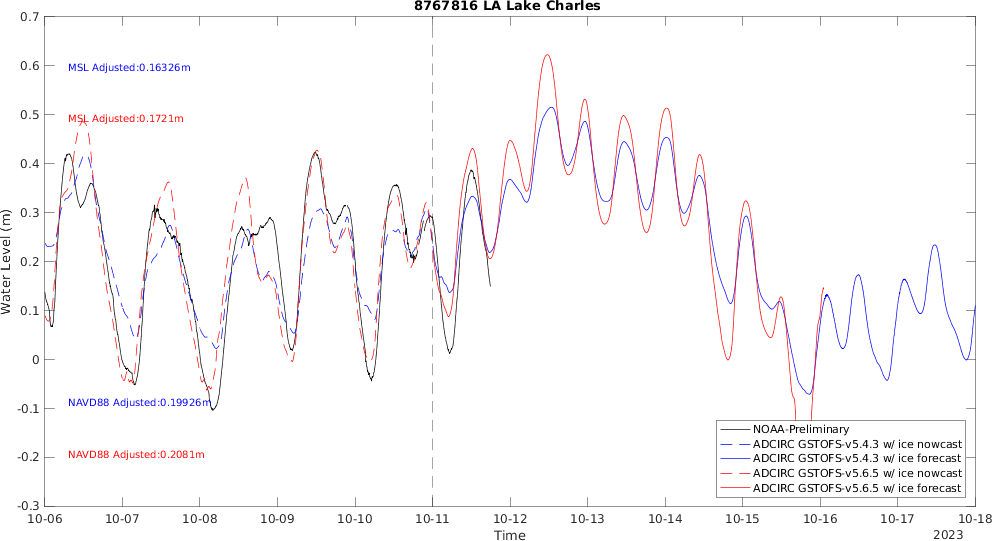 8767816 LA Lake Charles
0.7
0.6
0.5
0.4
0.3
0.2
0.1
0
-0.1
-0.2
-0.3
Water Level (m)
MSL Adjusted:0.16326m
MSL Adjusted:0.1721m
NAVD88 Adjusted:0.19926m
NAVD88 Adjusted:0.2081m
NOAA-Preliminary
ADCIRC GSTOFS-v5.4.3 w/ ice nowcast
ADCIRC GSTOFS-v5.4.3 w/ ice forecast
ADCIRC GSTOFS-v5.6.5 w/ ice nowcast
ADCIRC GSTOFS-v5.6.5 w/ ice forecast
10-06 10-07 10-08 10-09 10-10 10-11 10-12 10-13 10-14 10-15 10-16 10-17 10-18
Time
2023